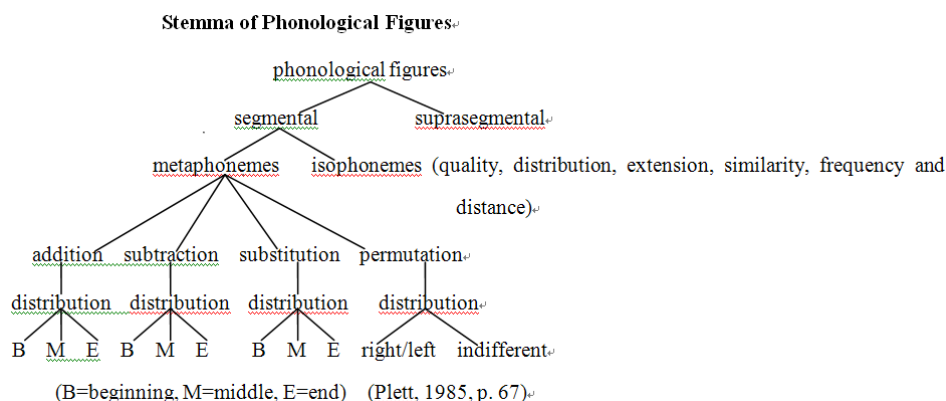 Stemma of Phonological Figures
phonological figures
segmental suprasegmental
metaphonemes isophonemes (quality, distribution, extension, similarity, frequency and
distance)
addition subtraction substitution permutation
distribution distribution distribution distribution
B M E B M E B M E right/left indifferent
(B=beginning, M=middle, E=end) (Plett, 1985, p. 67)